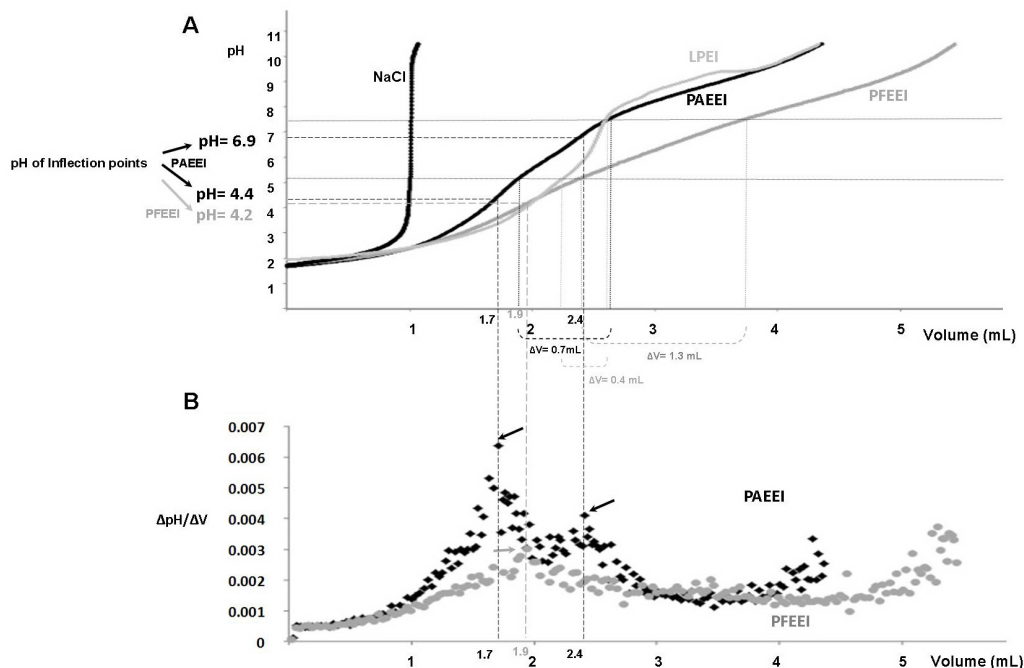 A
pH
11
10
9
8
7
6
5
4
3
2
1
NaCl
LPEI
PAEEI
PFEEI
pH of Inflection points
PAEEI
PFEEI
pH= 6.9
pH= 4.4
pH= 4.2
1.7
1.9
2.4
1
2
3
4
5
Volume (mL)
ΔV= 0.7mL
ΔV= 1.3 mL
ΔV= 0.4 mL
B
0.007
0.006
0.005
0.004
0.003
0.002
0.001
0
ΔpH/ΔV
PAEEI
PFEEI
1
1.7
1.9
2
2.4
3
4
5
Volume (mL)